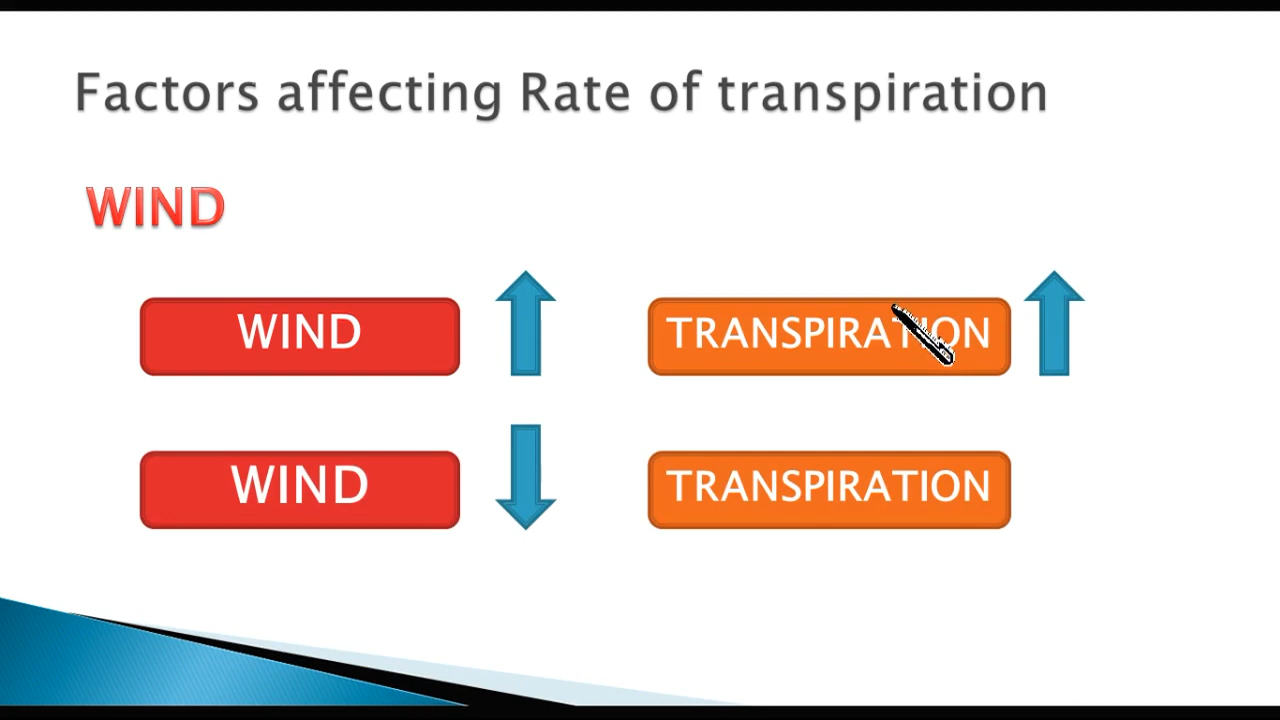 Factors affecting Rate of transpiration
WIND
WIND
TRANSPIRATION
WIND
TRANSPIRATION